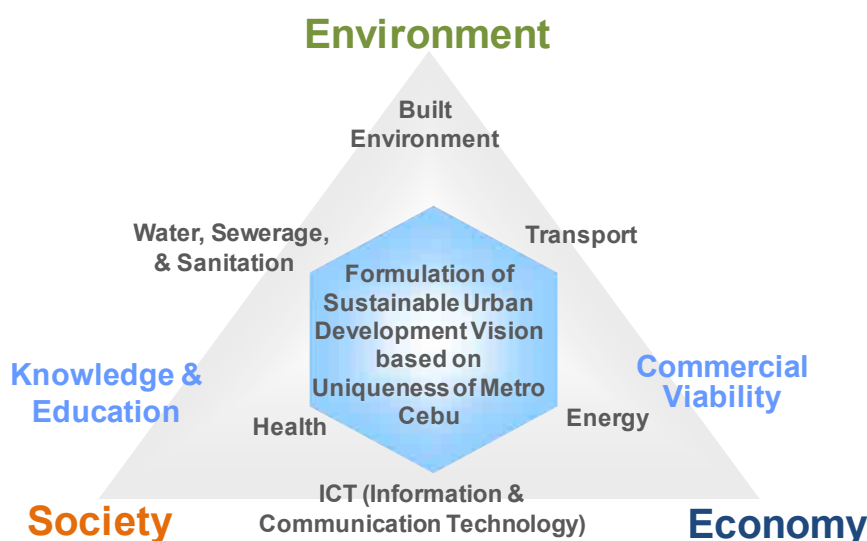 Environment
Built
Environment
Water, Sewerage,
& Sanitation
Transport
Formulation of
Sustainable Urban
Development Vision
based on
Uniqueness of Metro
Cebu
Knowledge &
Education
Commercial
Viability
Health
Energy
ICT (Information &
Communication Technology)
Society
Economy